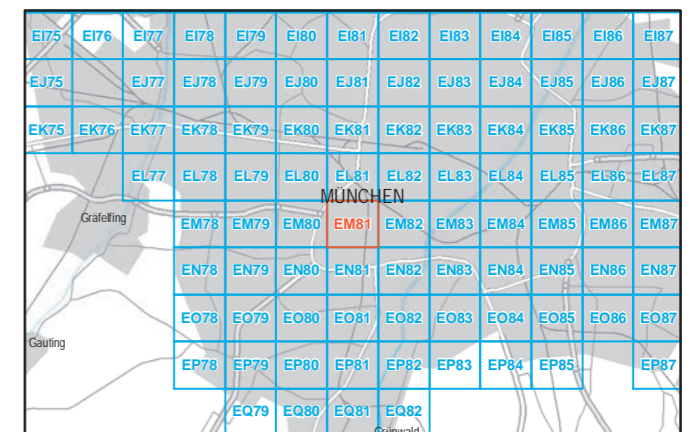 EI75 EI76 EI77 EI78 EI79 EI80 EI81 EI82 EI83 EI84 EI85 EI86 EI87
EJ75 EJ77 EJ78 EJ79 EJ80 EJ81 EJ82 EJ83 EJ84 EJ85 EJ86 EJ87
EK75 EK76 EK77 EK78 EK79 EK80 EK81 EK82 EK83 EK84 EK85 EK86 EK87
EL77 EL78 EL79 EL80 EL81 EL82 EL83 EL84 EL85 EL86 EL87
MÜNCHEN
Gräfelfing
EM78 EM79 EM80 EM81 EM82 EM83 EM84 EM85 EM86 EM87
EN78 EN79 EN80 EN81 EN82 EN83 EN84 EN85 EN86 EN87
EO78 EO79 EO80 EO81 EO82 EO83 EO84 EO85 EO86 EO87
Gauting
EP78 EP79 EP80 EP81 EP82 EP83 EP84 EP85 EP87
EQ79 EQ80 EQ81 EQ82
Grünwald